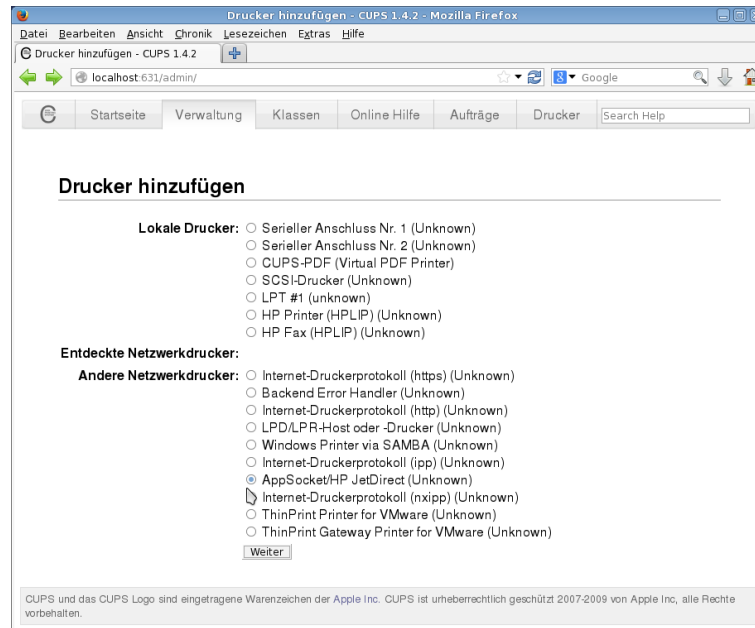 Drucker hinzufügen - CUPS 1.4.2 - Mozilla Firefox
Datei Bearbeiten Ansicht Chronik Lesezeichen Extras Hilfe
Drucker hinzufügen - CUPS 1.4.2
localhost:631/admin/ Google
Startseite Verwaltung Klassen Online Hilfe Aufträge Drucker Search Help
Drucker hinzufügen
Lokale Drucker: Serieller Anschluss Nr. 1 (Unknown)
Serieller Anschluss Nr. 2 (Unknown)
CUPS-PDF (Virtual PDF Printer)
SCSI-Drucker (Unknown)
LPT #1 (unknown)
HP Printer (HPLIP) (Unknown)
HP Fax (HPLIP) (Unknown)
Entdeckte Netzwerkdrucker:
Andere Netzwerkdrucker: Internet-Druckerprotokoll (https) (Unknown)
Backend Error Handler (Unknown)
Internet-Druckerprotokoll (http) (Unknown)
LPD/LPR-Host oder -Drucker (Unknown)
Windows Printer via SAMBA (Unknown)
Internet-Druckerprotokoll (ipp) (Unknown)
AppSocket/HP JetDirect (Unknown)
Internet-Druckerprotokoll (nxipp) (Unknown)
ThinPrint Printer for VMware (Unknown)
ThinPrint Gateway Printer for VMware (Unknown)
Weiter
CUPS und das CUPS Logo sind eingetragene Warenzeichen der Apple Inc. CUPS ist urheberrechtlich geschützt 2007-2009 von Apple Inc, alle Rechte
vorbehalten.